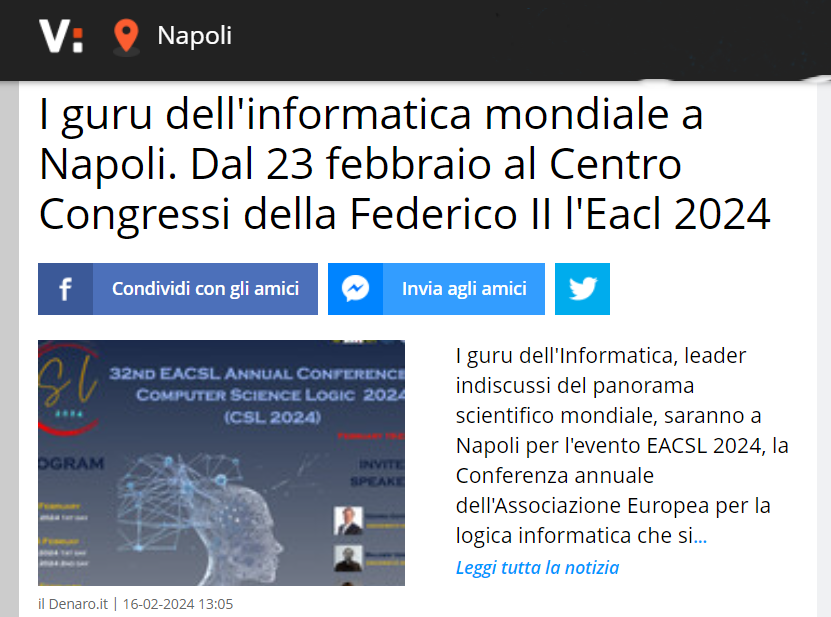 V:
Napoli
I guru dell'informatica mondiale a
Napoli. Dal 23 febbraio al Centro
Congressi della Federico II l'Eacl 2024
f
Condividi con gli amici
Invia agli amici
32ND EACSL ANNUAL CONFERENCE
COMPUTER SCIENCE LOGIC 2024
(CSL 2024)
Sl
2024
OGRAM
INVITE
SPEAKE
I guru dell'Informatica, leader
indiscussi del panorama
scientifico mondiale, saranno a
Napoli per l'evento EACSL 2024, la
Conferenza annuale
dell'Associazione Europea per la
logica informatica che si...
Leggi tutta la notizia
il Denaro.it | 16-02-2024 13:05